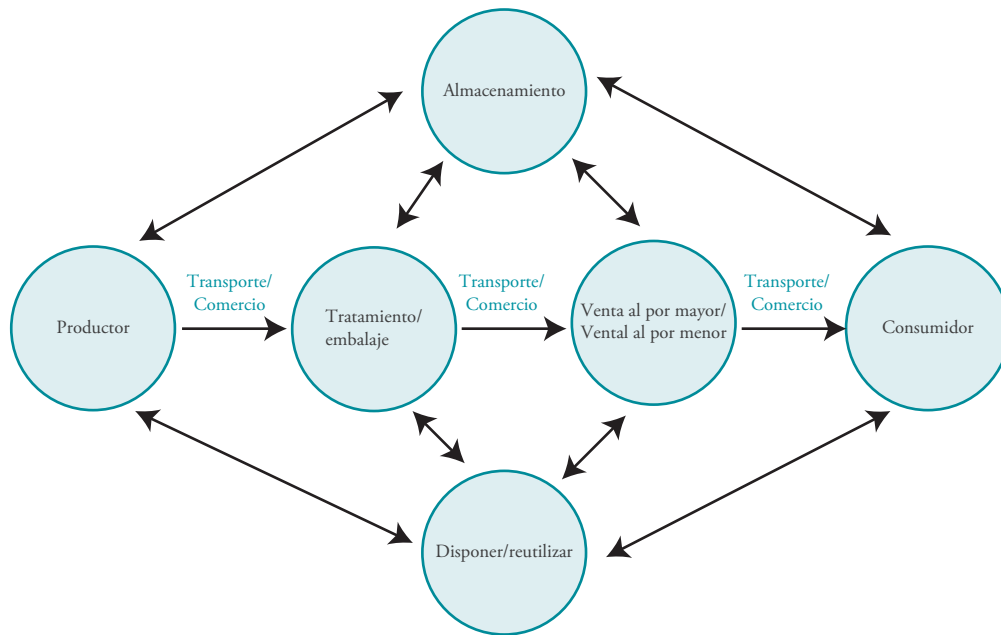 Almacenamiento
Transporte/
Comercio
Transporte/
Comercio
Transporte/
Comercio
Productor
Tratamiento/
embalaje
Venta al por mayor/
Vental al por menor
Consumidor
Disponer/reutilizar